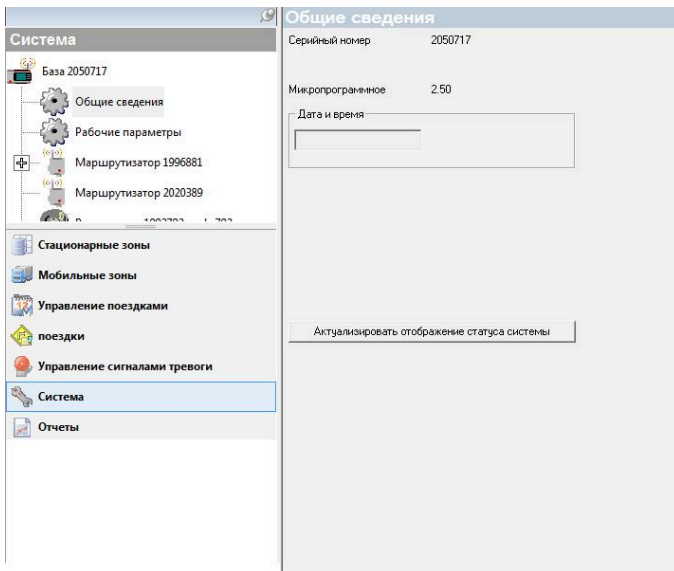 Общие сведения
Система
Серийный номер 2050717
База 2050717
Общие сведения
Рабочие параметры
Маршрутизатор 1996881
Маршрутизатор 2020389
Микропрограммное 2.50
Дата и время
Стационарные зоны
Мобильные зоны
Управление поездками
поездки
Управление сигналами тревоги
Система
Отчеты
Актуализировать отображение статуса системы